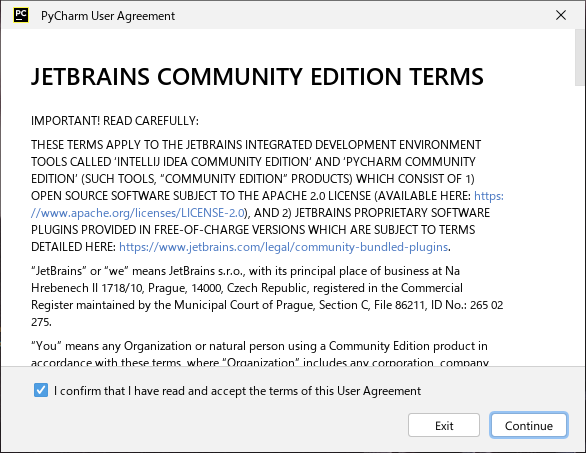 PC PyCharm User Agreement
JETBRAINS COMMUNITY EDITION TERMS
IMPORTANT! READ CAREFULLY:
THESE TERMS APPLY TO THE JETBRAINS INTEGRATED DEVELOPMENT ENVIRONMENT
TOOLS CALLED 'INTELLIJ IDEA COMMUNITY EDITION' AND 'PYCHARM COMMUNITY
EDITION' (SUCH TOOLS, “COMMUNITY EDITION” PRODUCTS) WHICH CONSIST OF 1)
OPEN SOURCE SOFTWARE SUBJECT TO THE APACHE 2.0 LICENSE (AVAILABLE HERE: https:
//www.apache.org/licenses/LICENSE-2.0), AND 2) JETBRAINS PROPRIETARY SOFTWARE
PLUGINS PROVIDED IN FREE-OF-CHARGE VERSIONS WHICH ARE SUBJECT TO TERMS
DETAILED HERE: https://www.jetbrains.com/legal/community-bundled-plugins.
“JetBrains” or “we” means JetBrains s.r.o., with its principal place of business at Na
Hrebenech II 1718/10, Prague, 14000, Czech Republic, registered in the Commercial
Register maintained by the Municipal Court of Prague, Section C, File 86211, ID No.: 265 02
275.
“You” means any Organization or natural person using a Community Edition product in
accordance with these terms, where “Organization” includes any corporation, company
I confirm that I have read and accept the terms of this User Agreement
Exit Continue